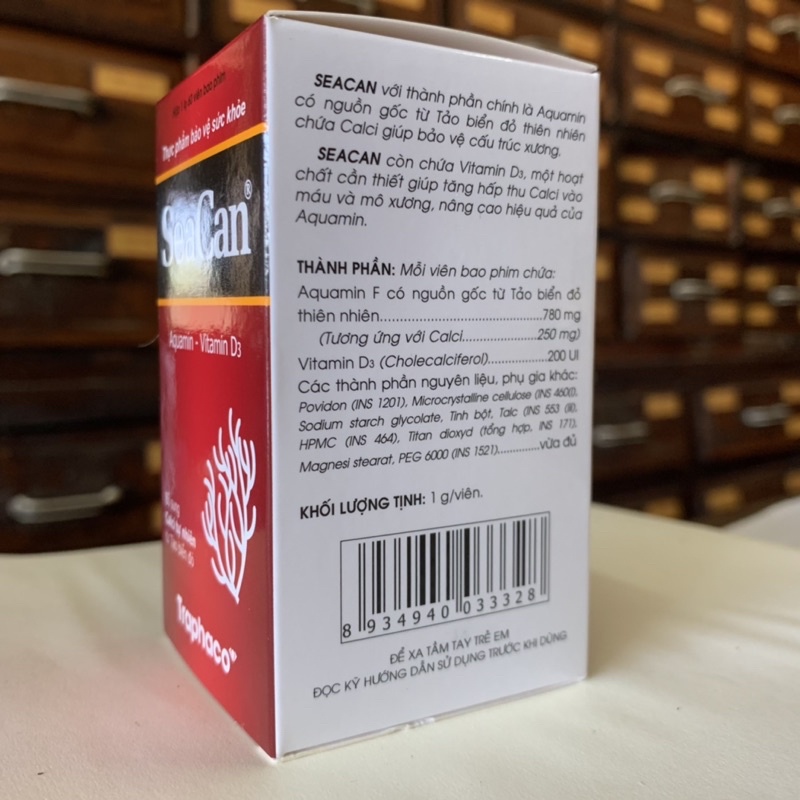 Hộp 1 lọ 60 viên bao phim
Thực phẩm bảo vệ sức khỏe
SeaCan®
Aquamin - Vitamin D3
Traphaco
SEACAN với thành phần chính là Aquamin
có nguồn gốc từ Tảo biển đỏ thiên nhiên
chứa Calci giúp bảo vệ cấu trúc xương.
SEACAN còn chứa Vitamin D3, một hoạt
chất cần thiết giúp tăng hấp thu Calci vào
máu và mô xương, nâng cao hiệu quả của
Aquamin.
THÀNH PHẦN: Mỗi viên bao phim chứa:
Aquamin F có nguồn gốc từ Tảo biển đỏ
thiên nhiên..............................780 mg
(Tương ứng với Calci..............250 mg)
Vitamin D3 (Cholecalciferol)...........200 UI
Các thành phần nguyên liệu, phụ gia khác:
Povidon (INS 1201), Microcrystalline cellulose (INS 460(i)),
Sodium starch glycolate, Tinh bột, Talc (INS 553 (iii)),
HPMC (INS 464), Titan dioxyd (tổng hợp, INS 171),
Magnesi stearat, PEG 6000 (INS 1521)..........vừa đủ
KHỐI LƯỢNG TỊNH: 1 g/viên.
8 934940 033328
ĐỂ XA TẦM TAY TRẺ EM
ĐỌC KỸ HƯỚNG DẪN SỬ DỤNG TRƯỚC KHI DÙNG